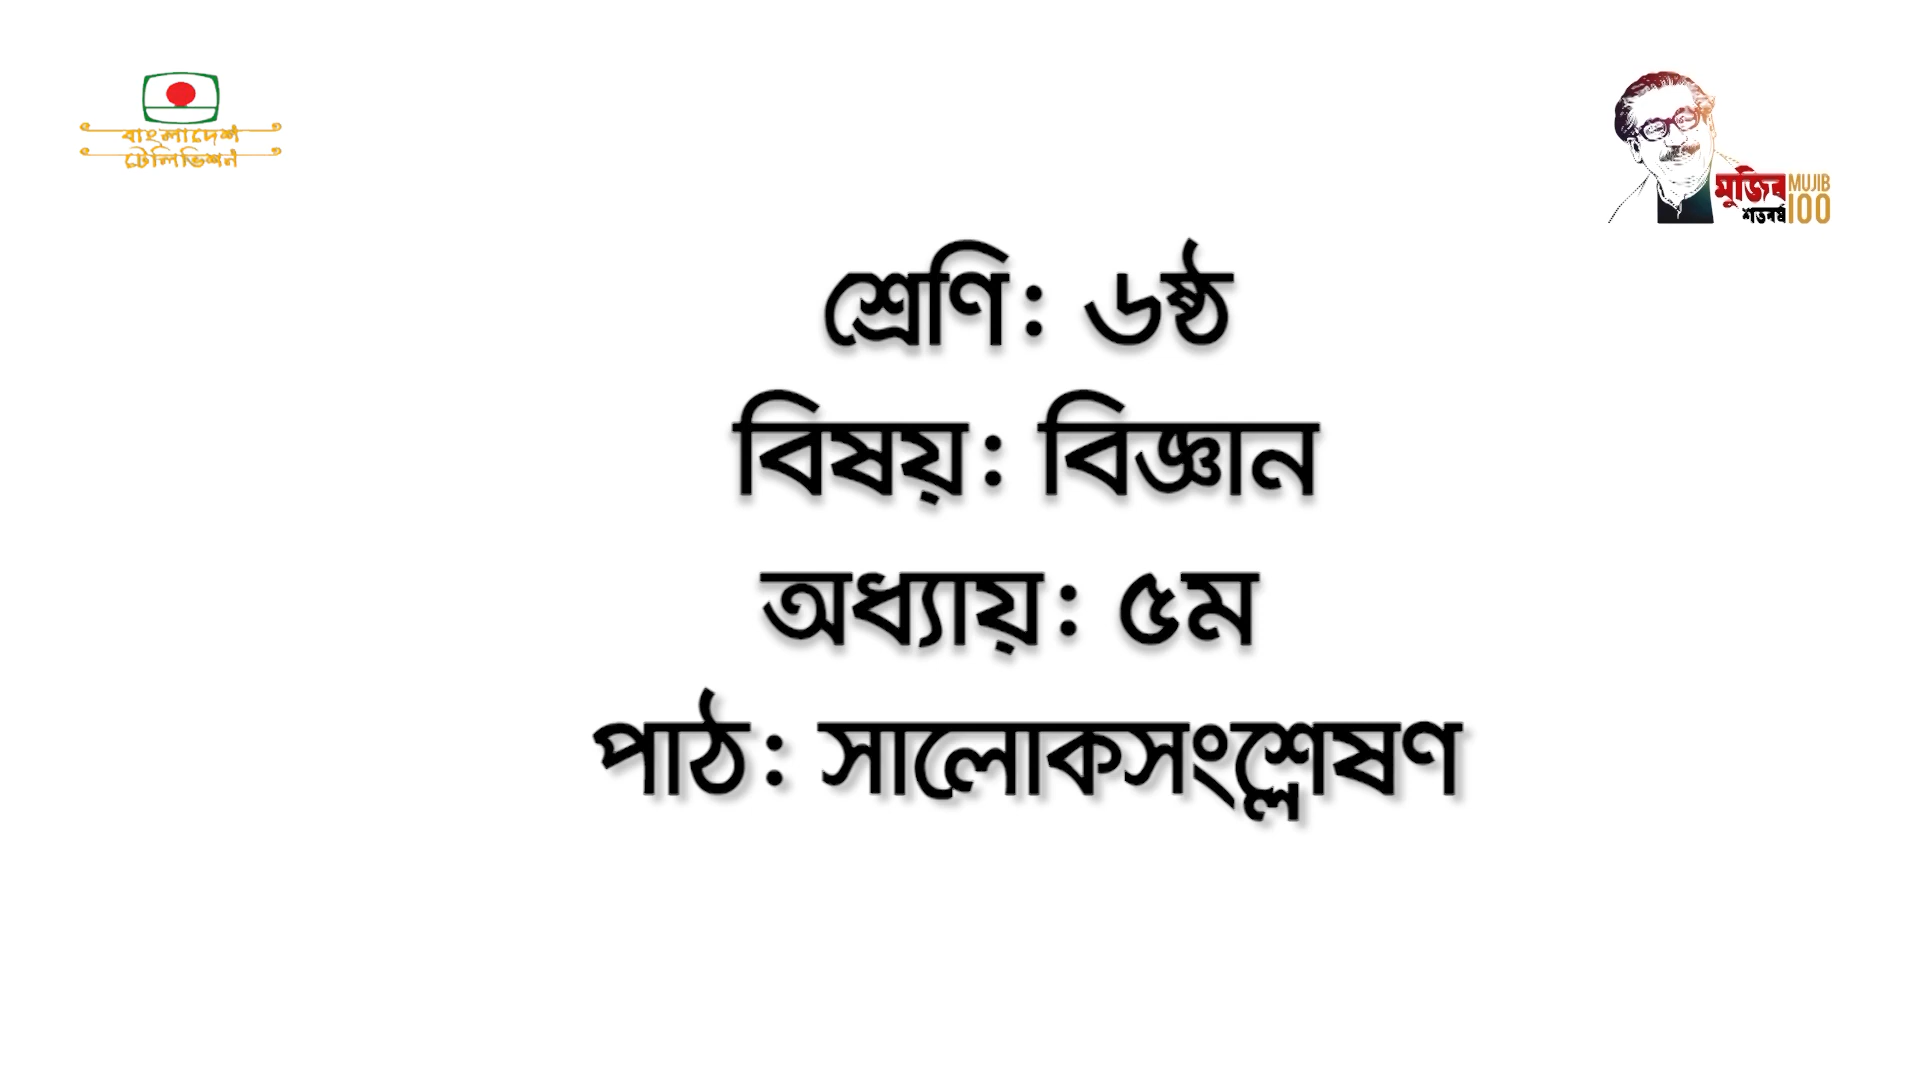 বাংলাদেশ
টেলিভিশন
মুজিব MUJIB
শতবর্ষ 100
শ্রেণি: ৬ষ্ঠ
বিষয়: বিজ্ঞান
অধ্যায়: ৫ম
পাঠ: সালোকসংশ্লেষণ